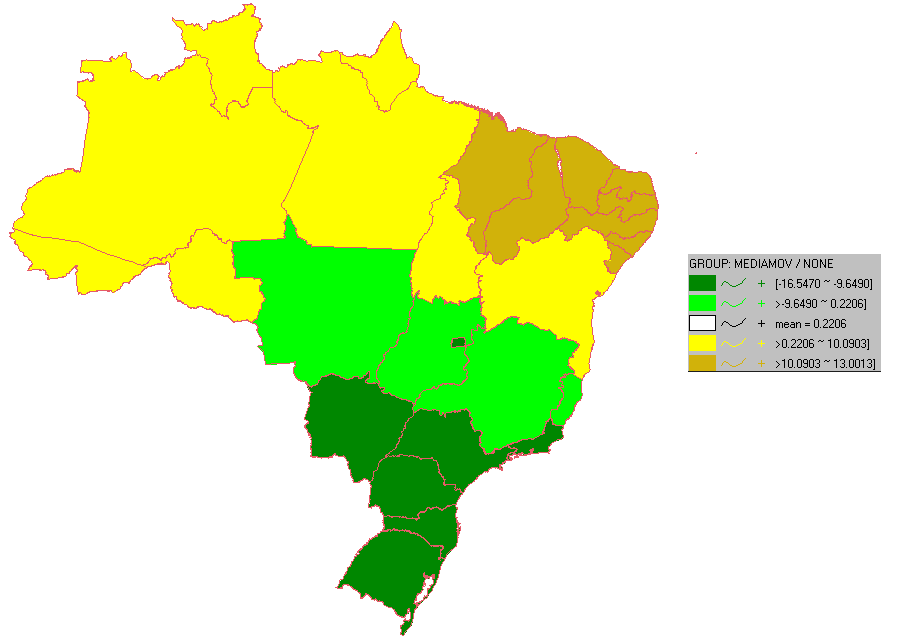 GROUP: MEDIAMOV / NONE
[-16.5470 ~ -9.6490]
>-9.6490 ~ 0.2206]
mean = 0.2206
>0.2206 ~ 10.0903]
>10.0903 ~ 13.0013]